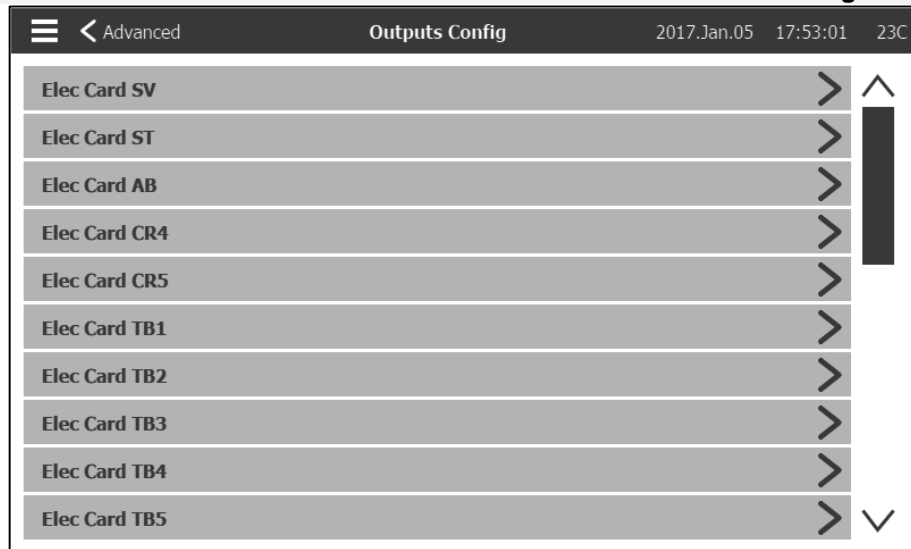 Advanced Outputs Config 2017.Jan.05 17:53:01 23C
Elec Card SV
Elec Card ST
Elec Card AB
Elec Card CR4
Elec Card CR5
Elec Card TB1
Elec Card TB2
Elec Card TB3
Elec Card TB4
Elec Card TB5